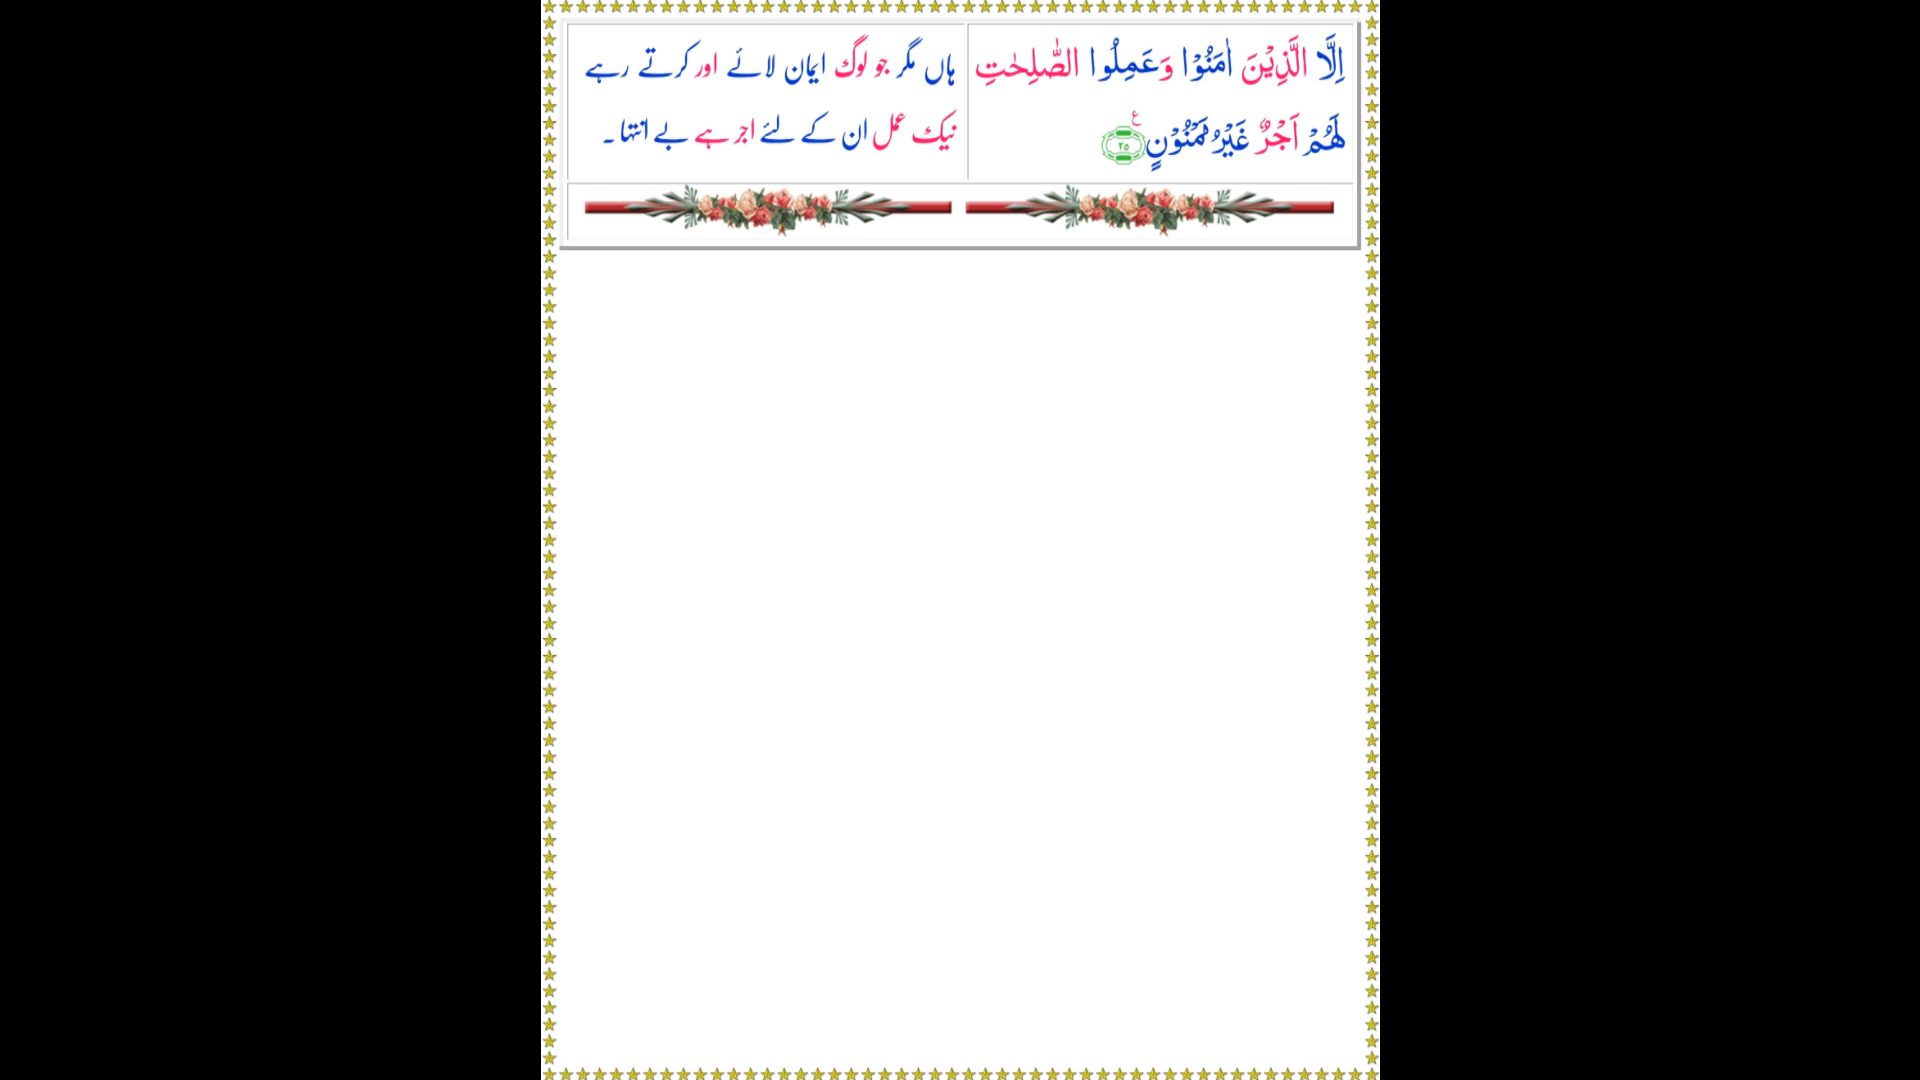 اِلَّا الَّذِيْنَ اٰمَنُوْا وَعَمِلُوا الصّٰلِحٰتِ
لَهُمْ اَجْرٌ غَيْرُ مَمْنُوْنٍ ٢٥ ع
ہاں مگر جو لوگ ایمان لائے اور کرتے رہے
نیک عمل ان کے لئے اجر ہے بے انتہا۔